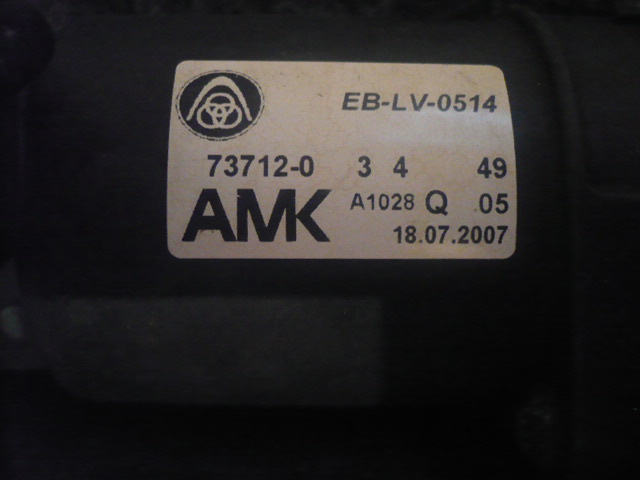 EB-LV-0514
73712-0 3 4 49
AMK A1028 Q 05
18.07.2007